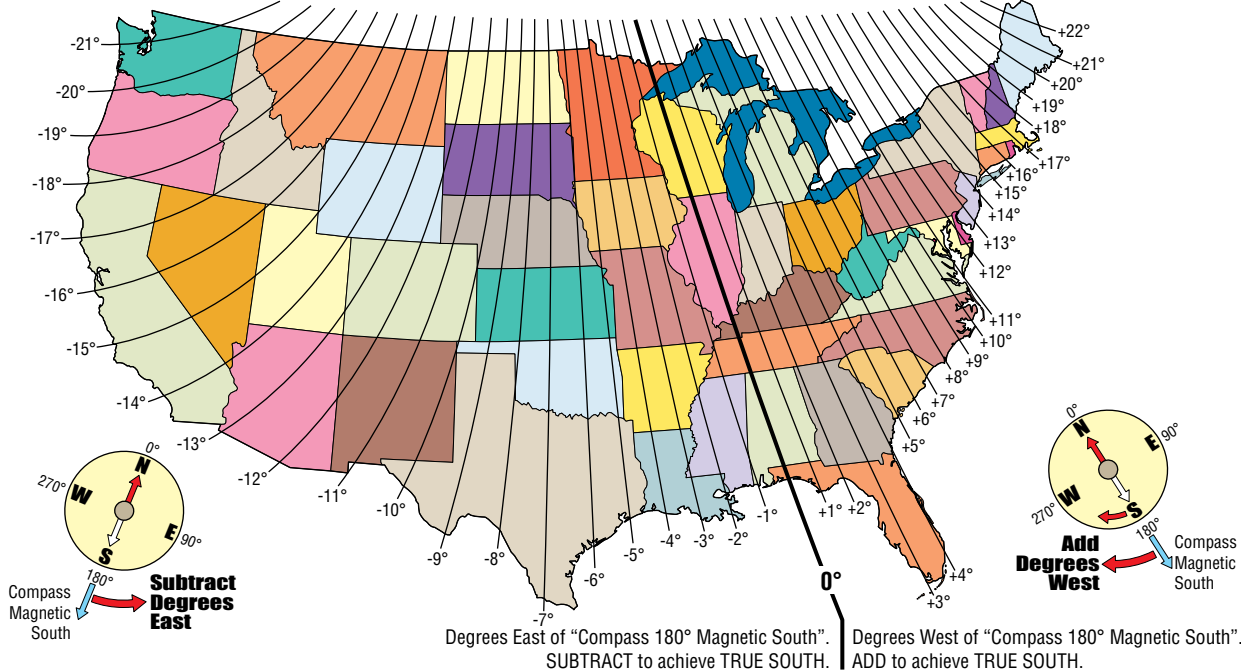 -21°
-20°
-19°
-18°
-17°
-16°
-15°
-14°
-13°
-12°
-11°
-10°
-9°
-8°
-7°
-6°
-5°
-4°
-3°
-2°
-1°
0°
+1°
+2°
+3°
+4°
+5°
+6°
+7°
+8°
+9°
+10°
+11°
+12°
+13°
+14°
+15°
+16°
+17°
+18°
+19°
+20°
+21°
+22°
0°
N
270°
W
E
90°
S
180°
Compass
Magnetic
South
Subtract
Degrees
East
0°
N
E
90°
W
270°
S
180°
Add
Degrees
West
Compass
Magnetic
South
Degrees East of “Compass 180° Magnetic South”.
SUBTRACT to achieve TRUE SOUTH.
Degrees West of “Compass 180° Magnetic South”.
ADD to achieve TRUE SOUTH.